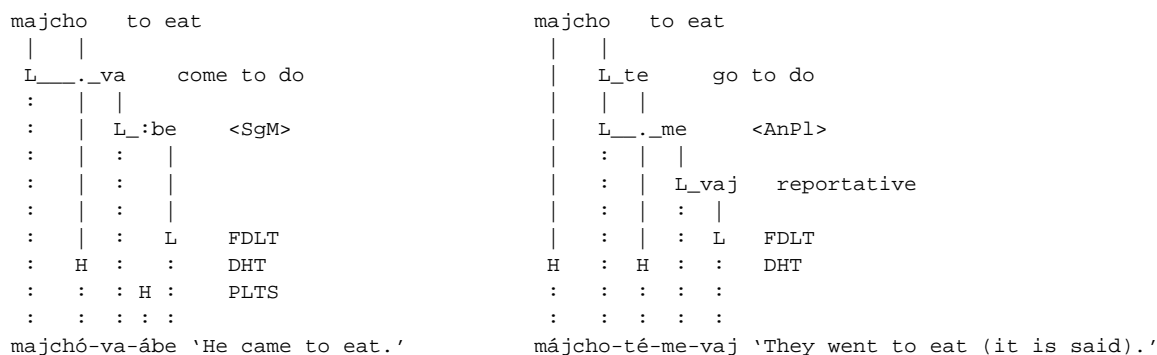 majcho to eat
L___._va come to do
L_:be <SgM>
L FDLT
H DHT
H PLTS
majchó-va-ábe ‘He came to eat.’
majcho to eat
L_te go to do
L__._me <AnPl>
L_vaj reportative
L FDLT
H H DHT
májcho-té-me-vaj ‘They went to eat (it is said).’